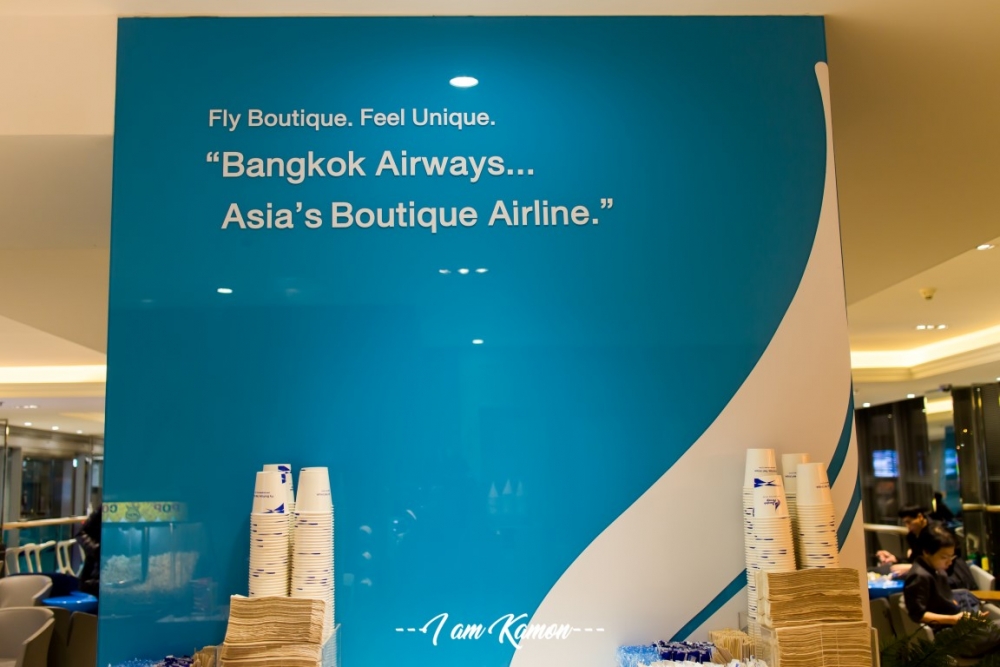 Fly Boutique. Feel Unique.
“Bangkok Airways...
Asia’s Boutique Airline.”
---I am Kamon---